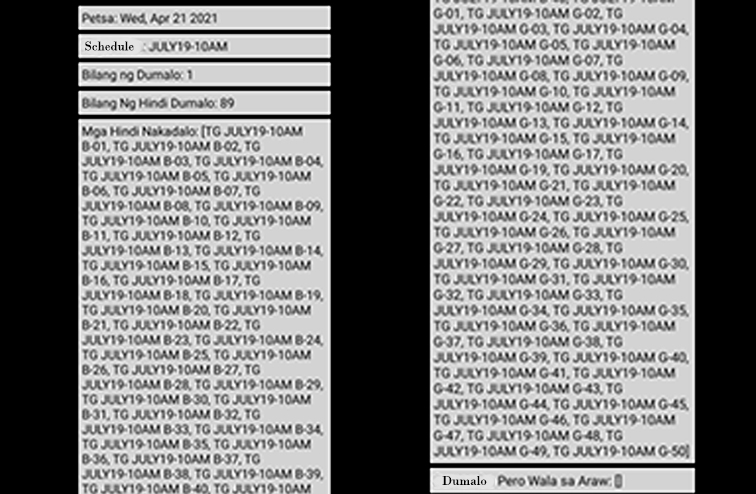 Petsa: Wed, Apr 21 2021
Schedule : JULY19-10AM
Bilang ng Dumalo: 1
Bilang Ng Hindi Dumalo: 89
Mga Hindi Nakadalo: [TG JULY19-10AM
B-01, TG JULY19-10AM B-02, TG
JULY19-10AM B-03, TG JULY19-10AM B-04,
TG JULY19-10AM B-05, TG JULY19-10AM
B-06, TG JULY19-10AM B-07, TG
JULY19-10AM B-08, TG JULY19-10AM B-09,
TG JULY19-10AM B-10, TG JULY19-10AM
B-11, TG JULY19-10AM B-12, TG
JULY19-10AM B-13, TG JULY19-10AM B-14,
TG JULY19-10AM B-15, TG JULY19-10AM
B-16, TG JULY19-10AM B-17, TG
JULY19-10AM B-18, TG JULY19-10AM B-19,
TG JULY19-10AM B-20, TG JULY19-10AM
B-21, TG JULY19-10AM B-22, TG
JULY19-10AM B-23, TG JULY19-10AM B-24,
TG JULY19-10AM B-25, TG JULY19-10AM
B-26, TG JULY19-10AM B-27, TG
JULY19-10AM B-28, TG JULY19-10AM B-29,
TG JULY19-10AM B-30, TG JULY19-10AM
B-31, TG JULY19-10AM B-32, TG
JULY19-10AM B-33, TG JULY19-10AM B-34,
TG JULY19-10AM B-35, TG JULY19-10AM
B-36, TG JULY19-10AM B-37, TG
JULY19-10AM B-38, TG JULY19-10AM B-39,
TG JULY19-10AM B-40, TG JULY19-10AM
G-01, TG JULY19-10AM G-02, TG
JULY19-10AM G-03, TG JULY19-10AM G-04,
TG JULY19-10AM G-05, TG JULY19-10AM
G-06, TG JULY19-10AM G-07, TG
JULY19-10AM G-08, TG JULY19-10AM G-09,
TG JULY19-10AM G-10, TG JULY19-10AM
G-11, TG JULY19-10AM G-12, TG
JULY19-10AM G-13, TG JULY19-10AM G-14,
TG JULY19-10AM G-15, TG JULY19-10AM
G-16, TG JULY19-10AM G-17, TG
JULY19-10AM G-19, TG JULY19-10AM G-20,
TG JULY19-10AM G-21, TG JULY19-10AM
G-22, TG JULY19-10AM G-23, TG
JULY19-10AM G-24, TG JULY19-10AM G-25,
TG JULY19-10AM G-26, TG JULY19-10AM
G-27, TG JULY19-10AM G-28, TG
JULY19-10AM G-29, TG JULY19-10AM G-30,
TG JULY19-10AM G-31, TG JULY19-10AM
G-32, TG JULY19-10AM G-33, TG
JULY19-10AM G-34, TG JULY19-10AM G-35,
TG JULY19-10AM G-36, TG JULY19-10AM
G-37, TG JULY19-10AM G-38, TG
JULY19-10AM G-39, TG JULY19-10AM G-40,
TG JULY19-10AM G-41, TG JULY19-10AM
G-42, TG JULY19-10AM G-43, TG
JULY19-10AM G-44, TG JULY19-10AM G-45,
TG JULY19-10AM G-46, TG JULY19-10AM
G-47, TG JULY19-10AM G-48, TG
JULY19-10AM G-49, TG JULY19-10AM G-50]
Dumalo Pero Wala sa Araw: []